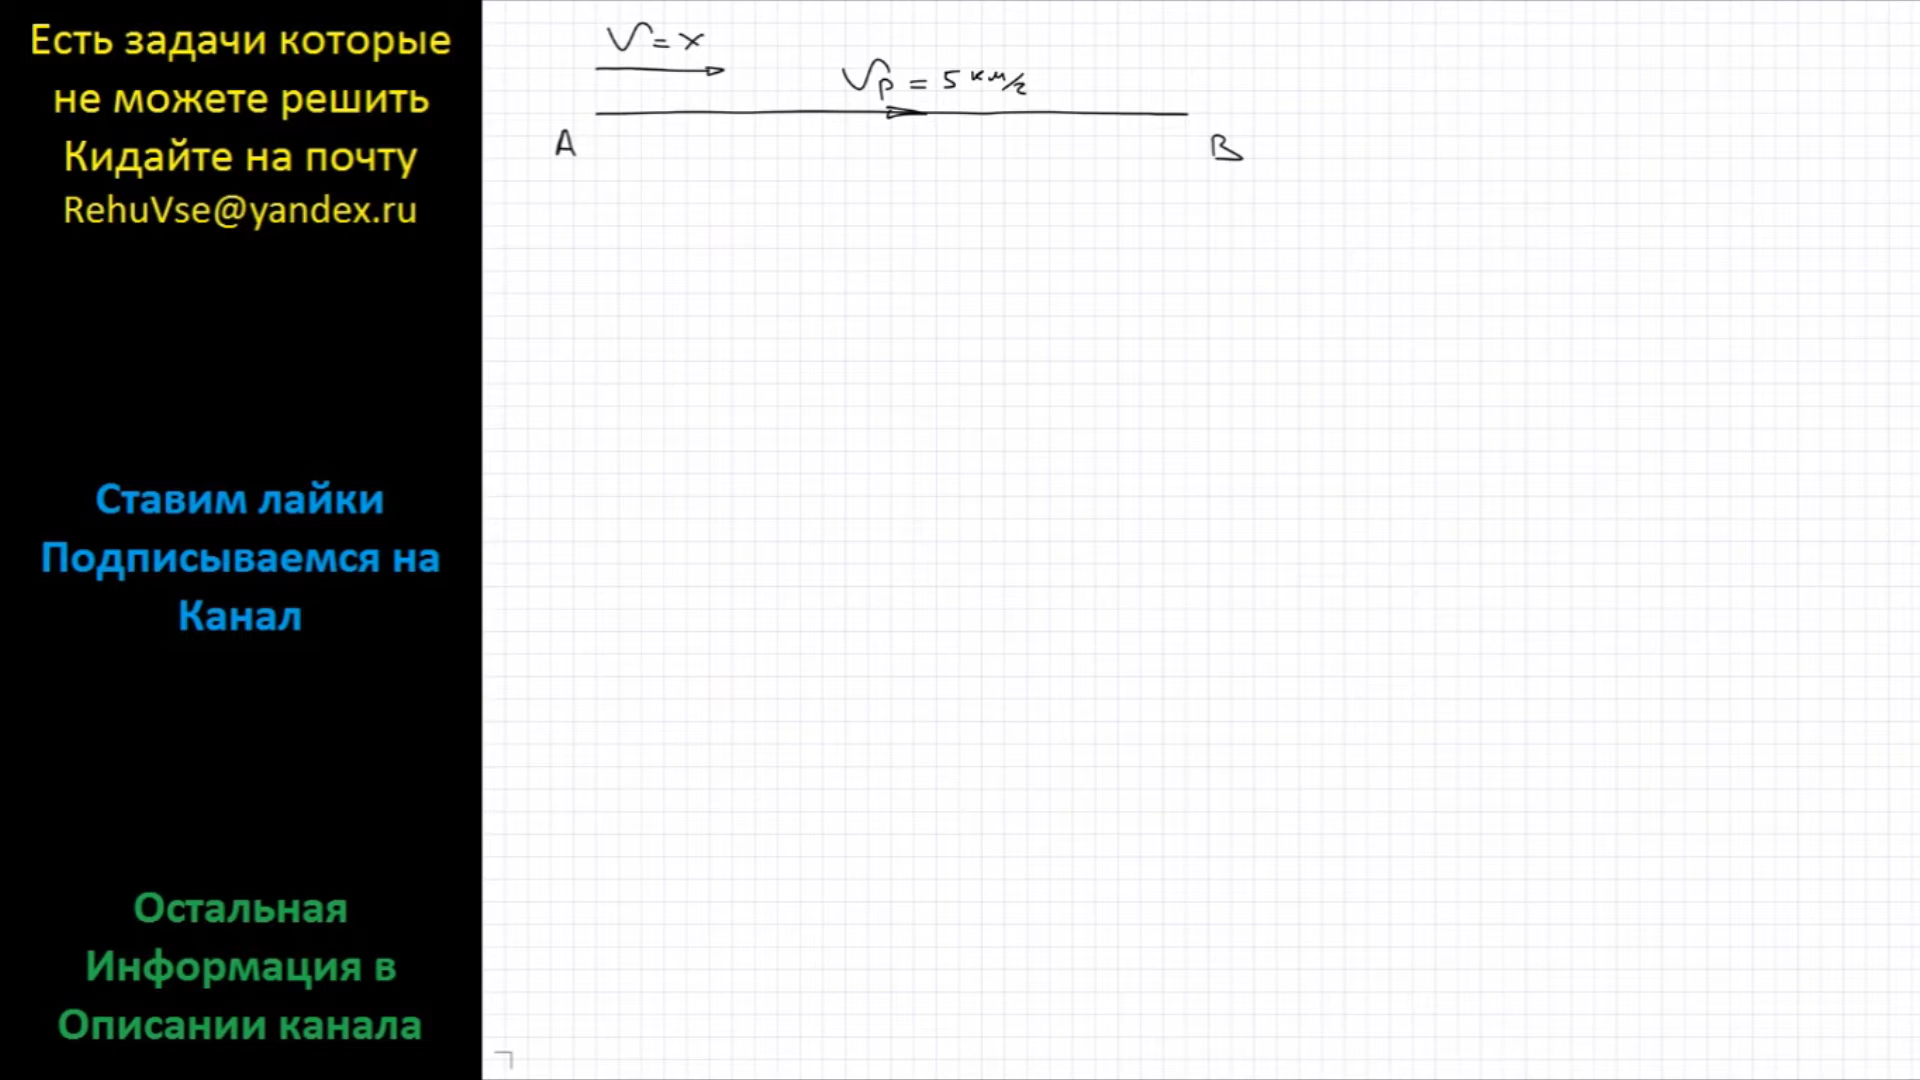 Есть задачи которые
не можете решить
Кидайте на почту
RehuVse@yandex.ru
Ставим лайки
Подписываемся на
Канал
Остальная
Информация в
Описании канала
V = x
Vр = 5 км/г
A
B